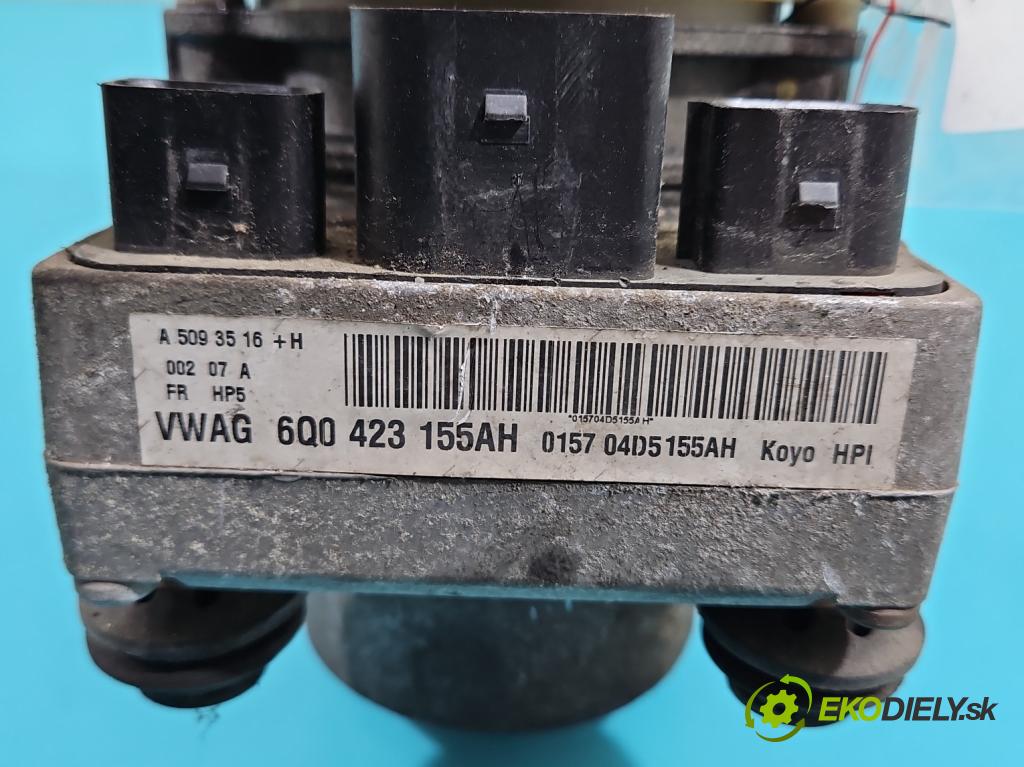 A 509 35 16 + H
002 07 A
FR HP5
*015704D5155AH*
VWAG 6Q0 423 155AH 0157 04D5155AH Koyo HPI
EKODIELY.sk